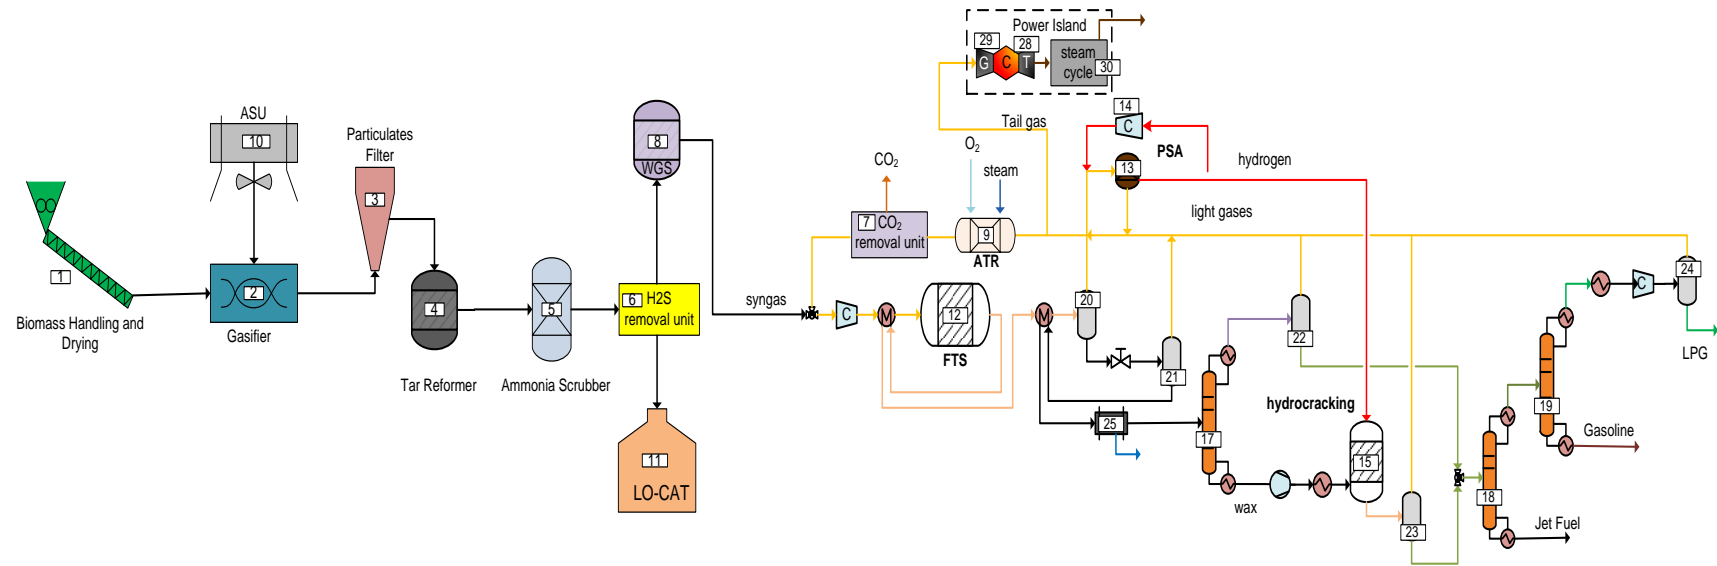 Power Island
29
28
G
C
T
steam
cycle
30
14
C
PSA
Tail gas
O2
hydrogen
13
CO2
steam
light gases
ASU
10
Particulates
Filter
3
8
WGS
7
CO2
removal unit
9
ATR
24
1
2
4
5
6
H2S
removal unit
syngas
C
M
12
FTS
M
20
22
C
LPG
Biomass Handling and
Drying
Gasifier
Tar Reformer
Ammonia Scrubber
21
hydrocracking
19
Gasoline
25
17
11
LO-CAT
15
wax
18
23
Jet Fuel